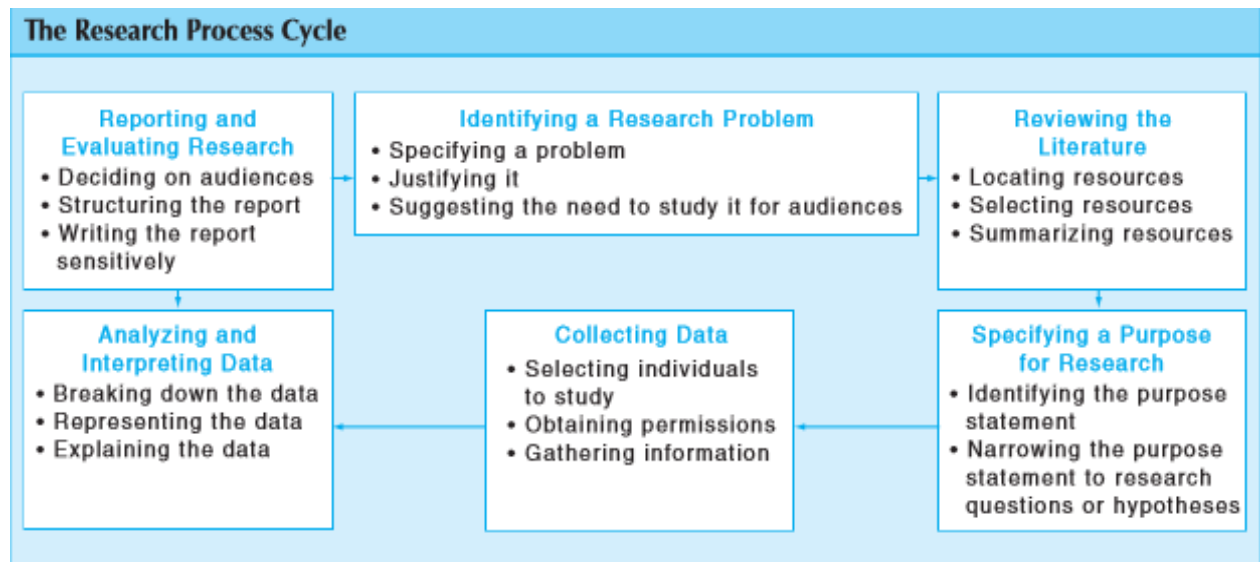 The Research Process Cycle
Reporting and
Evaluating Research
• Deciding on audiences
• Structuring the report
• Writing the report
sensitively
Identifying a Research Problem
• Specifying a problem
• Justifying it
• Suggesting the need to study it for audiences
Reviewing the
Literature
• Locating resources
• Selecting resources
• Summarizing resources
Analyzing and
Interpreting Data
• Breaking down the data
• Representing the data
• Explaining the data
Collecting Data
• Selecting individuals
to study
• Obtaining permissions
• Gathering information
Specifying a Purpose
for Research
• Identifying the purpose
statement
• Narrowing the purpose
statement to research
questions or hypotheses